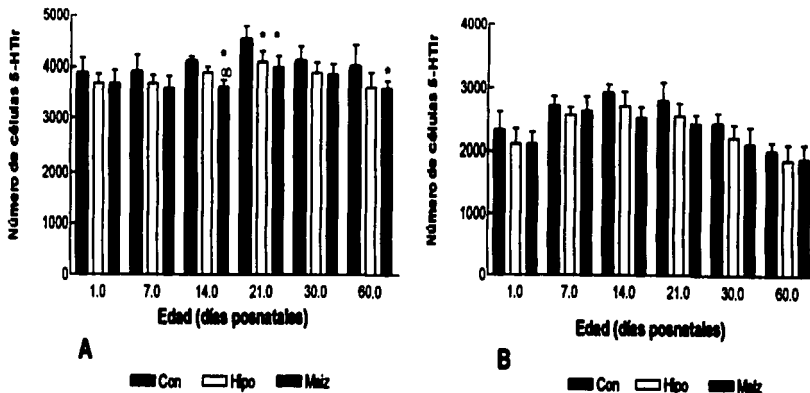 Número de células 5-HTir
5000
4000
3000
2000
1000
0
* * * *
∞
1.0 7.0 14.0 21.0 30.0 60.0
Edad (días posnatales)
A
Con Hipo Maiz
Número de células 5-HTir
4000
3000
2000
1000
0
1.0 7.0 14.0 21.0 30.0 60.0
Edad (días posnatales)
B
Con Hipo Maiz